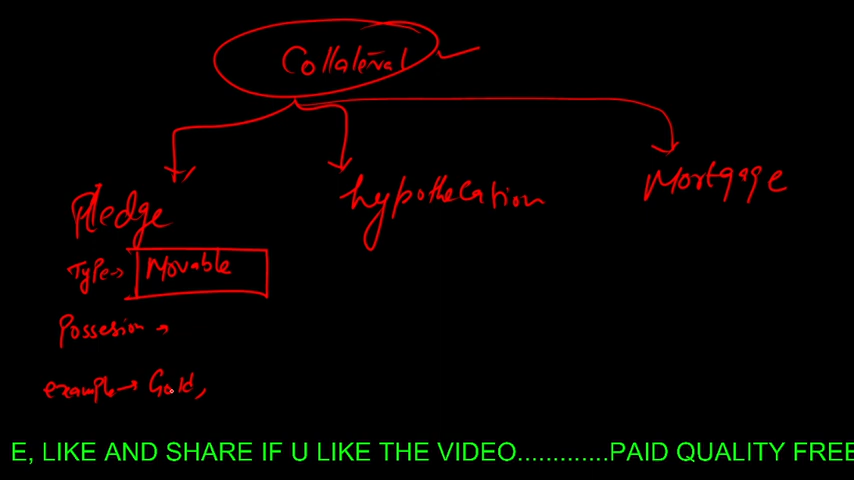 Collateral
Pledge hypothecation Mortgage
Type→ Movable
Possesion →
example→ Gold,
E, LIKE AND SHARE IF U LIKE THE VIDEO.............PAID QUALITY FREE